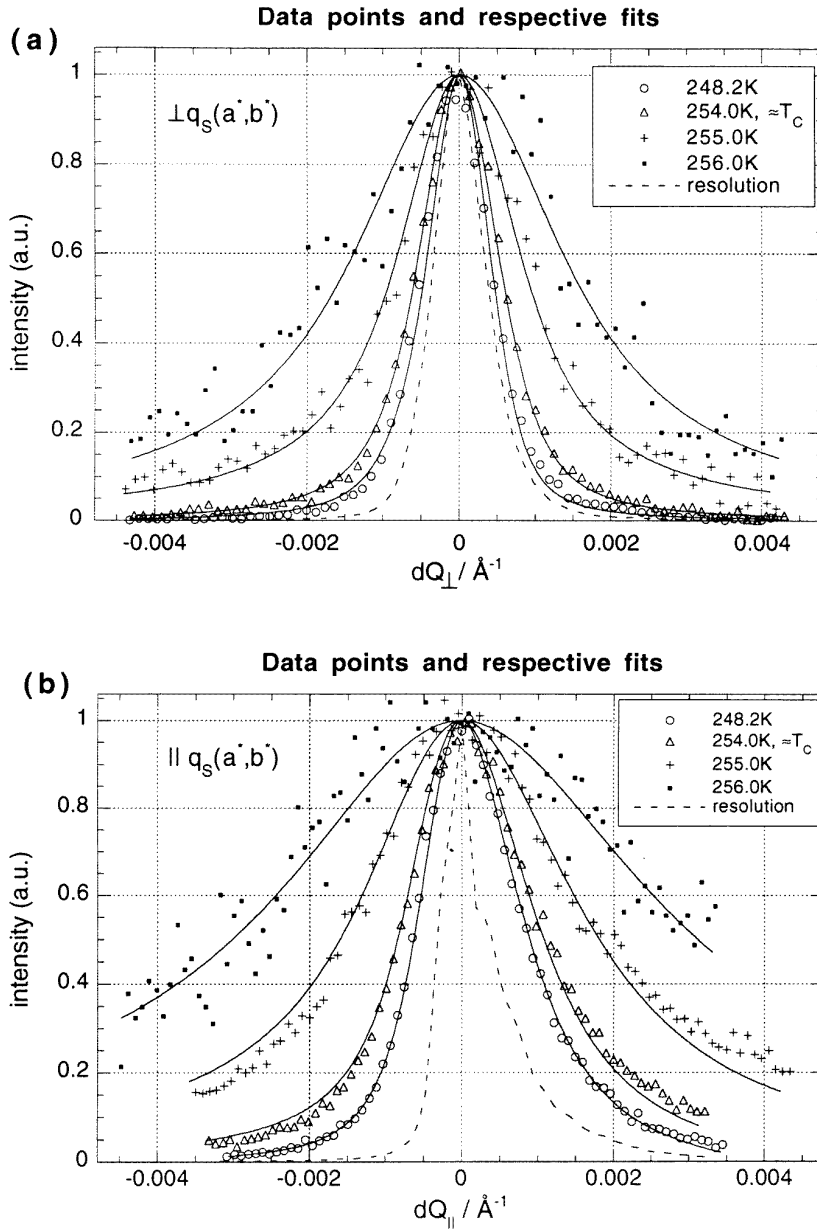 Data points and respective fits
(a)
⊥q_S(a*,b*)
248.2K
254.0K, ≈T_C
255.0K
256.0K
resolution
intensity (a.u.)
1
0.8
0.6
0.4
0.2
0
-0.004 -0.002 0 0.002 0.004
dQ_⊥/ Å⁻¹
Data points and respective fits
(b)
|| q_S(a*,b*)
248.2K
254.0K, ≈T_C
255.0K
256.0K
resolution
intensity (a.u.)
1
0.8
0.6
0.4
0.2
0
-0.004 -0.002 0 0.002 0.004
dQ_||/ Å⁻¹